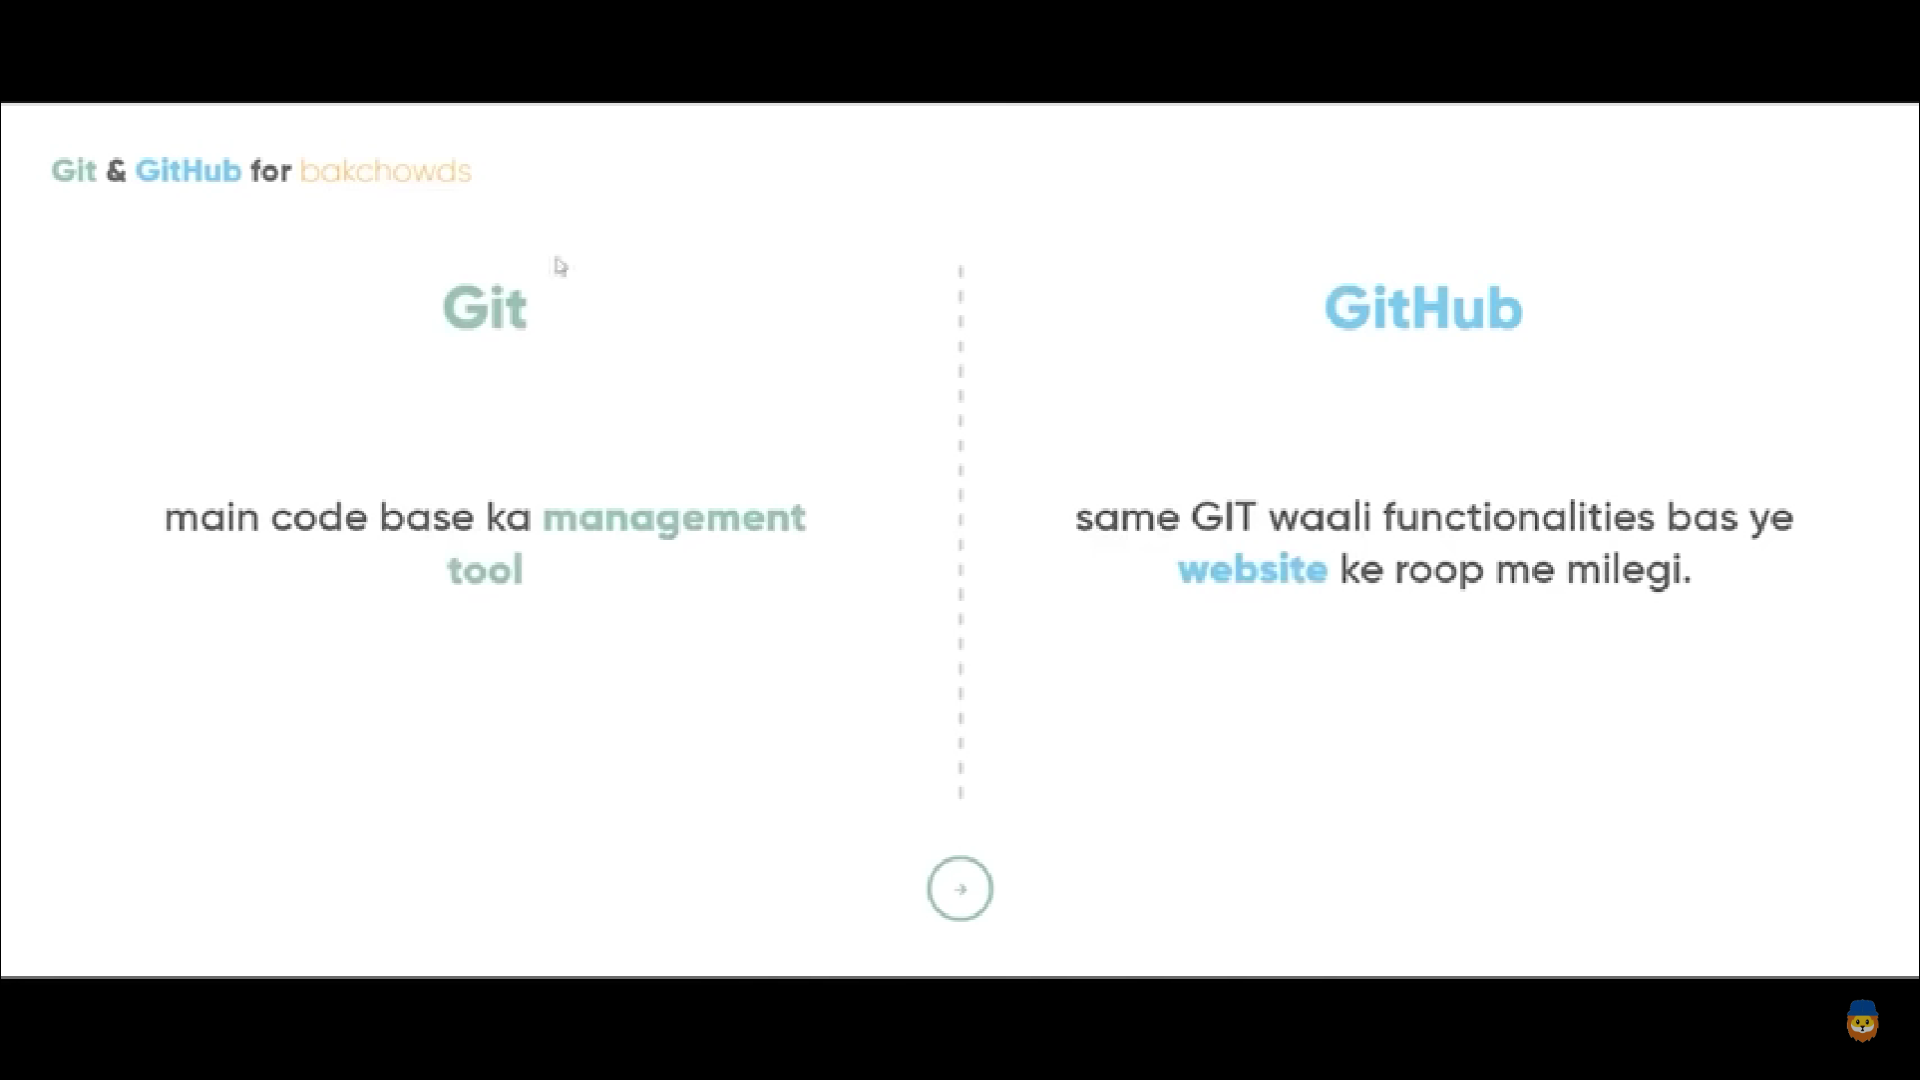 Git & GitHub for bakchowds
Git
main code base ka management
tool
GitHub
same GIT waali functionalities bas ye
website ke roop me milegi.